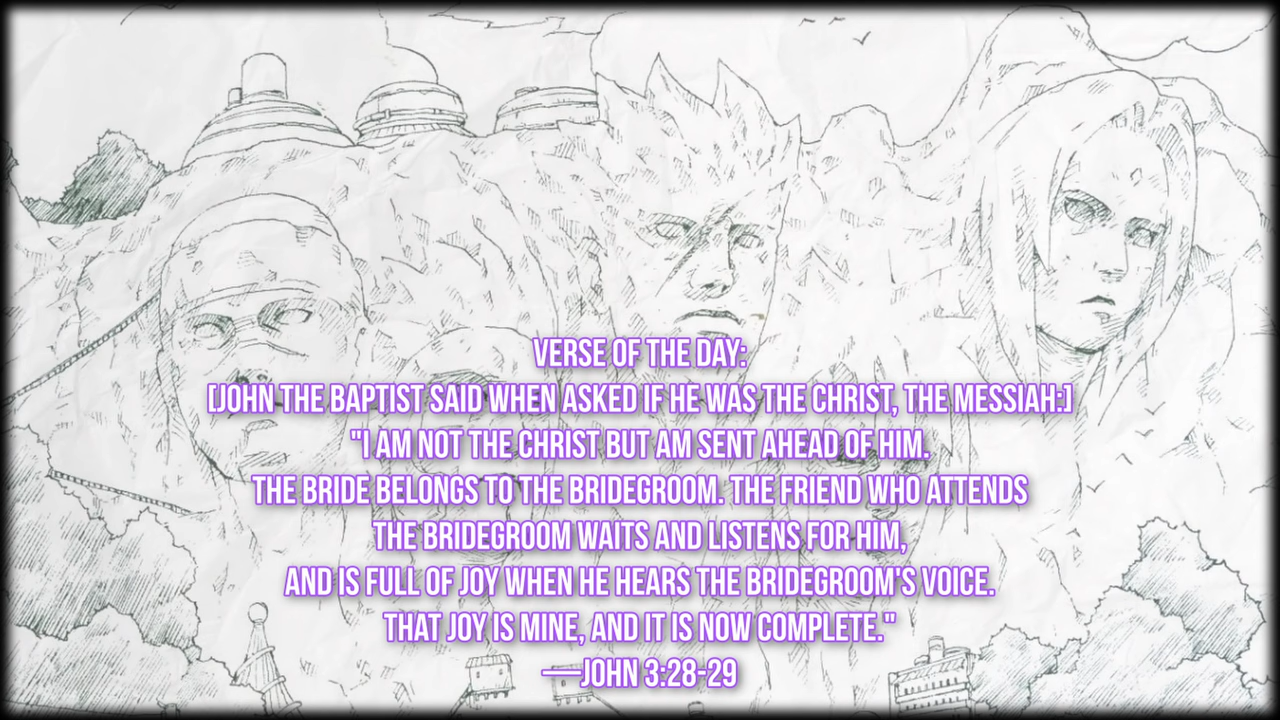 VERSE OF THE DAY:
[JOHN THE BAPTIST SAID WHEN ASKED IF HE WAS THE CHRIST, THE MESSIAH:]
"I AM NOT THE CHRIST BUT AM SENT AHEAD OF HIM.
THE BRIDE BELONGS TO THE BRIDEGROOM. THE FRIEND WHO ATTENDS
THE BRIDEGROOM WAITS AND LISTENS FOR HIM,
AND IS FULL OF JOY WHEN HE HEARS THE BRIDEGROOM'S VOICE.
THAT JOY IS MINE, AND IT IS NOW COMPLETE."
—JOHN 3:28-29